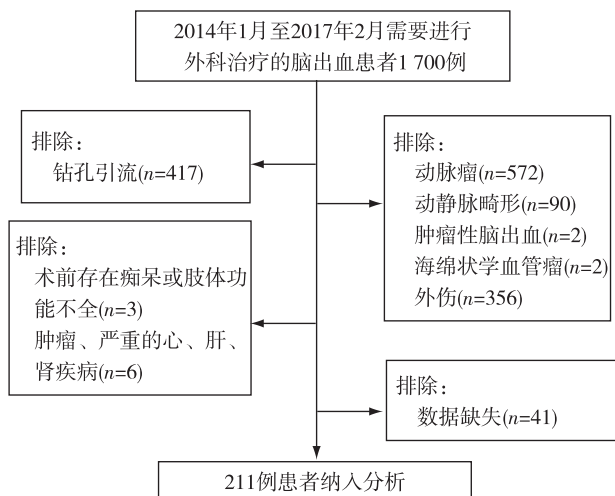 2014年1月至2017年2月需要进行
外科治疗的脑出血患者1 700例
排除：
钻孔引流(n=417)
排除：
动脉瘤(n=572)
动静脉畸形(n=90)
肿瘤性脑出血(n=2)
海绵状学血管瘤(n=2)
外伤(n=356)
排除：
术前存在痴呆或肢体功
能不全(n=3)
肿瘤、严重的心、肝、
肾疾病(n=6)
排除：
数据缺失(n=41)
211例患者纳入分析